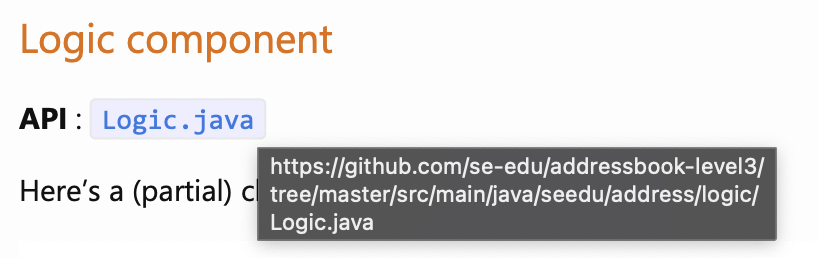 Logic component
API : Logic.java
https://github.com/se-edu/addressbook-level3/
tree/master/src/main/java/seedu/address/logic/
Logic.java
Here's a (partial)